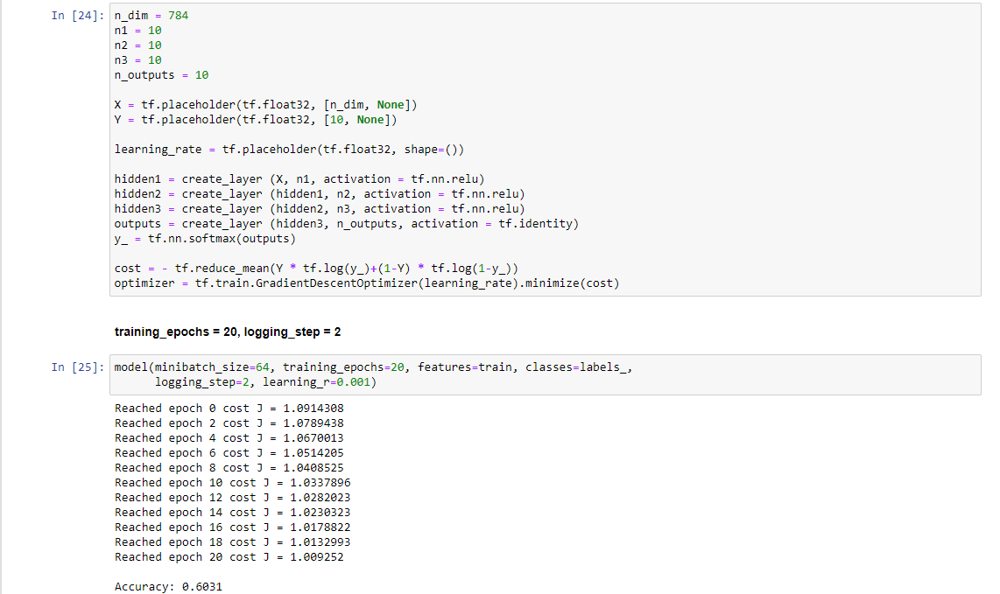 In [24]: n_dim = 784
n1 = 10
n2 = 10
n3 = 10
n_outputs = 10
X = tf.placeholder(tf.float32, [n_dim, None])
Y = tf.placeholder(tf.float32, [10, None])
learning_rate = tf.placeholder(tf.float32, shape=())
hidden1 = create_layer (X, n1, activation = tf.nn.relu)
hidden2 = create_layer (hidden1, n2, activation = tf.nn.relu)
hidden3 = create_layer (hidden2, n3, activation = tf.nn.relu)
outputs = create_layer (hidden3, n_outputs, activation = tf.identity)
y_ = tf.nn.softmax(outputs)
cost = - tf.reduce_mean(Y * tf.log(y_)+(1-Y) * tf.log(1-y_))
optimizer = tf.train.GradientDescentOptimizer(learning_rate).minimize(cost)
training_epochs = 20, logging_step = 2
In [25]: model(minibatch_size=64, training_epochs=20, features=train, classes=labels_,
logging_step=2, learning_r=0.001)
Reached epoch 0 cost J = 1.0914308
Reached epoch 2 cost J = 1.0789438
Reached epoch 4 cost J = 1.0670013
Reached epoch 6 cost J = 1.0514205
Reached epoch 8 cost J = 1.0408525
Reached epoch 10 cost J = 1.0337896
Reached epoch 12 cost J = 1.0282023
Reached epoch 14 cost J = 1.0230323
Reached epoch 16 cost J = 1.0178822
Reached epoch 18 cost J = 1.0132993
Reached epoch 20 cost J = 1.009252
Accuracy: 0.6031